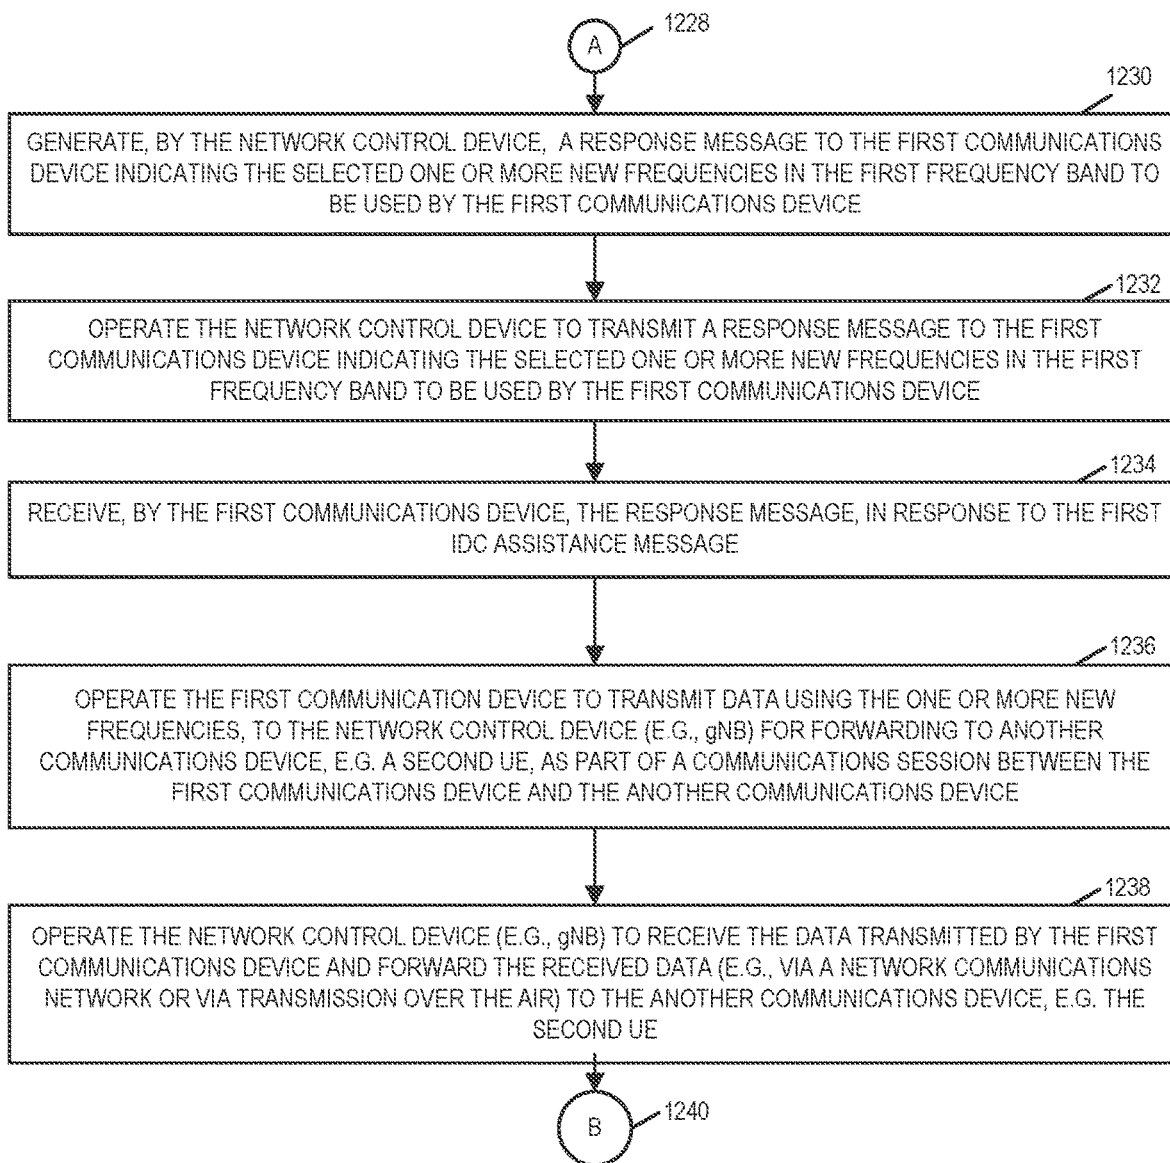 A
1228
1230
GENERATE, BY THE NETWORK CONTROL DEVICE, A RESPONSE MESSAGE TO THE FIRST COMMUNICATIONS
DEVICE INDICATING THE SELECTED ONE OR MORE NEW FREQUENCIES IN THE FIRST FREQUENCY BAND TO
BE USED BY THE FIRST COMMUNICATIONS DEVICE
1232
OPERATE THE NETWORK CONTROL DEVICE TO TRANSMIT A RESPONSE MESSAGE TO THE FIRST
COMMUNICATIONS DEVICE INDICATING THE SELECTED ONE OR MORE NEW FREQUENCIES IN THE FIRST
FREQUENCY BAND TO BE USED BY THE FIRST COMMUNICATIONS DEVICE
1234
RECEIVE, BY THE FIRST COMMUNICATIONS DEVICE, THE RESPONSE MESSAGE, IN RESPONSE TO THE FIRST
IDC ASSISTANCE MESSAGE
1236
OPERATE THE FIRST COMMUNICATION DEVICE TO TRANSMIT DATA USING THE ONE OR MORE NEW
FREQUENCIES, TO THE NETWORK CONTROL DEVICE (E.G., gNB) FOR FORWARDING TO ANOTHER
COMMUNICATIONS DEVICE, E.G. A SECOND UE, AS PART OF A COMMUNICATIONS SESSION BETWEEN THE
FIRST COMMUNICATIONS DEVICE AND THE ANOTHER COMMUNICATIONS DEVICE
1238
OPERATE THE NETWORK CONTROL DEVICE (E.G., gNB) TO RECEIVE THE DATA TRANSMITTED BY THE FIRST
COMMUNICATIONS DEVICE AND FORWARD THE RECEIVED DATA (E.G., VIA A NETWORK COMMUNICATIONS
NETWORK OR VIA TRANSMISSION OVER THE AIR) TO THE ANOTHER COMMUNICATIONS DEVICE, E.G. THE
SECOND UE
B
1240